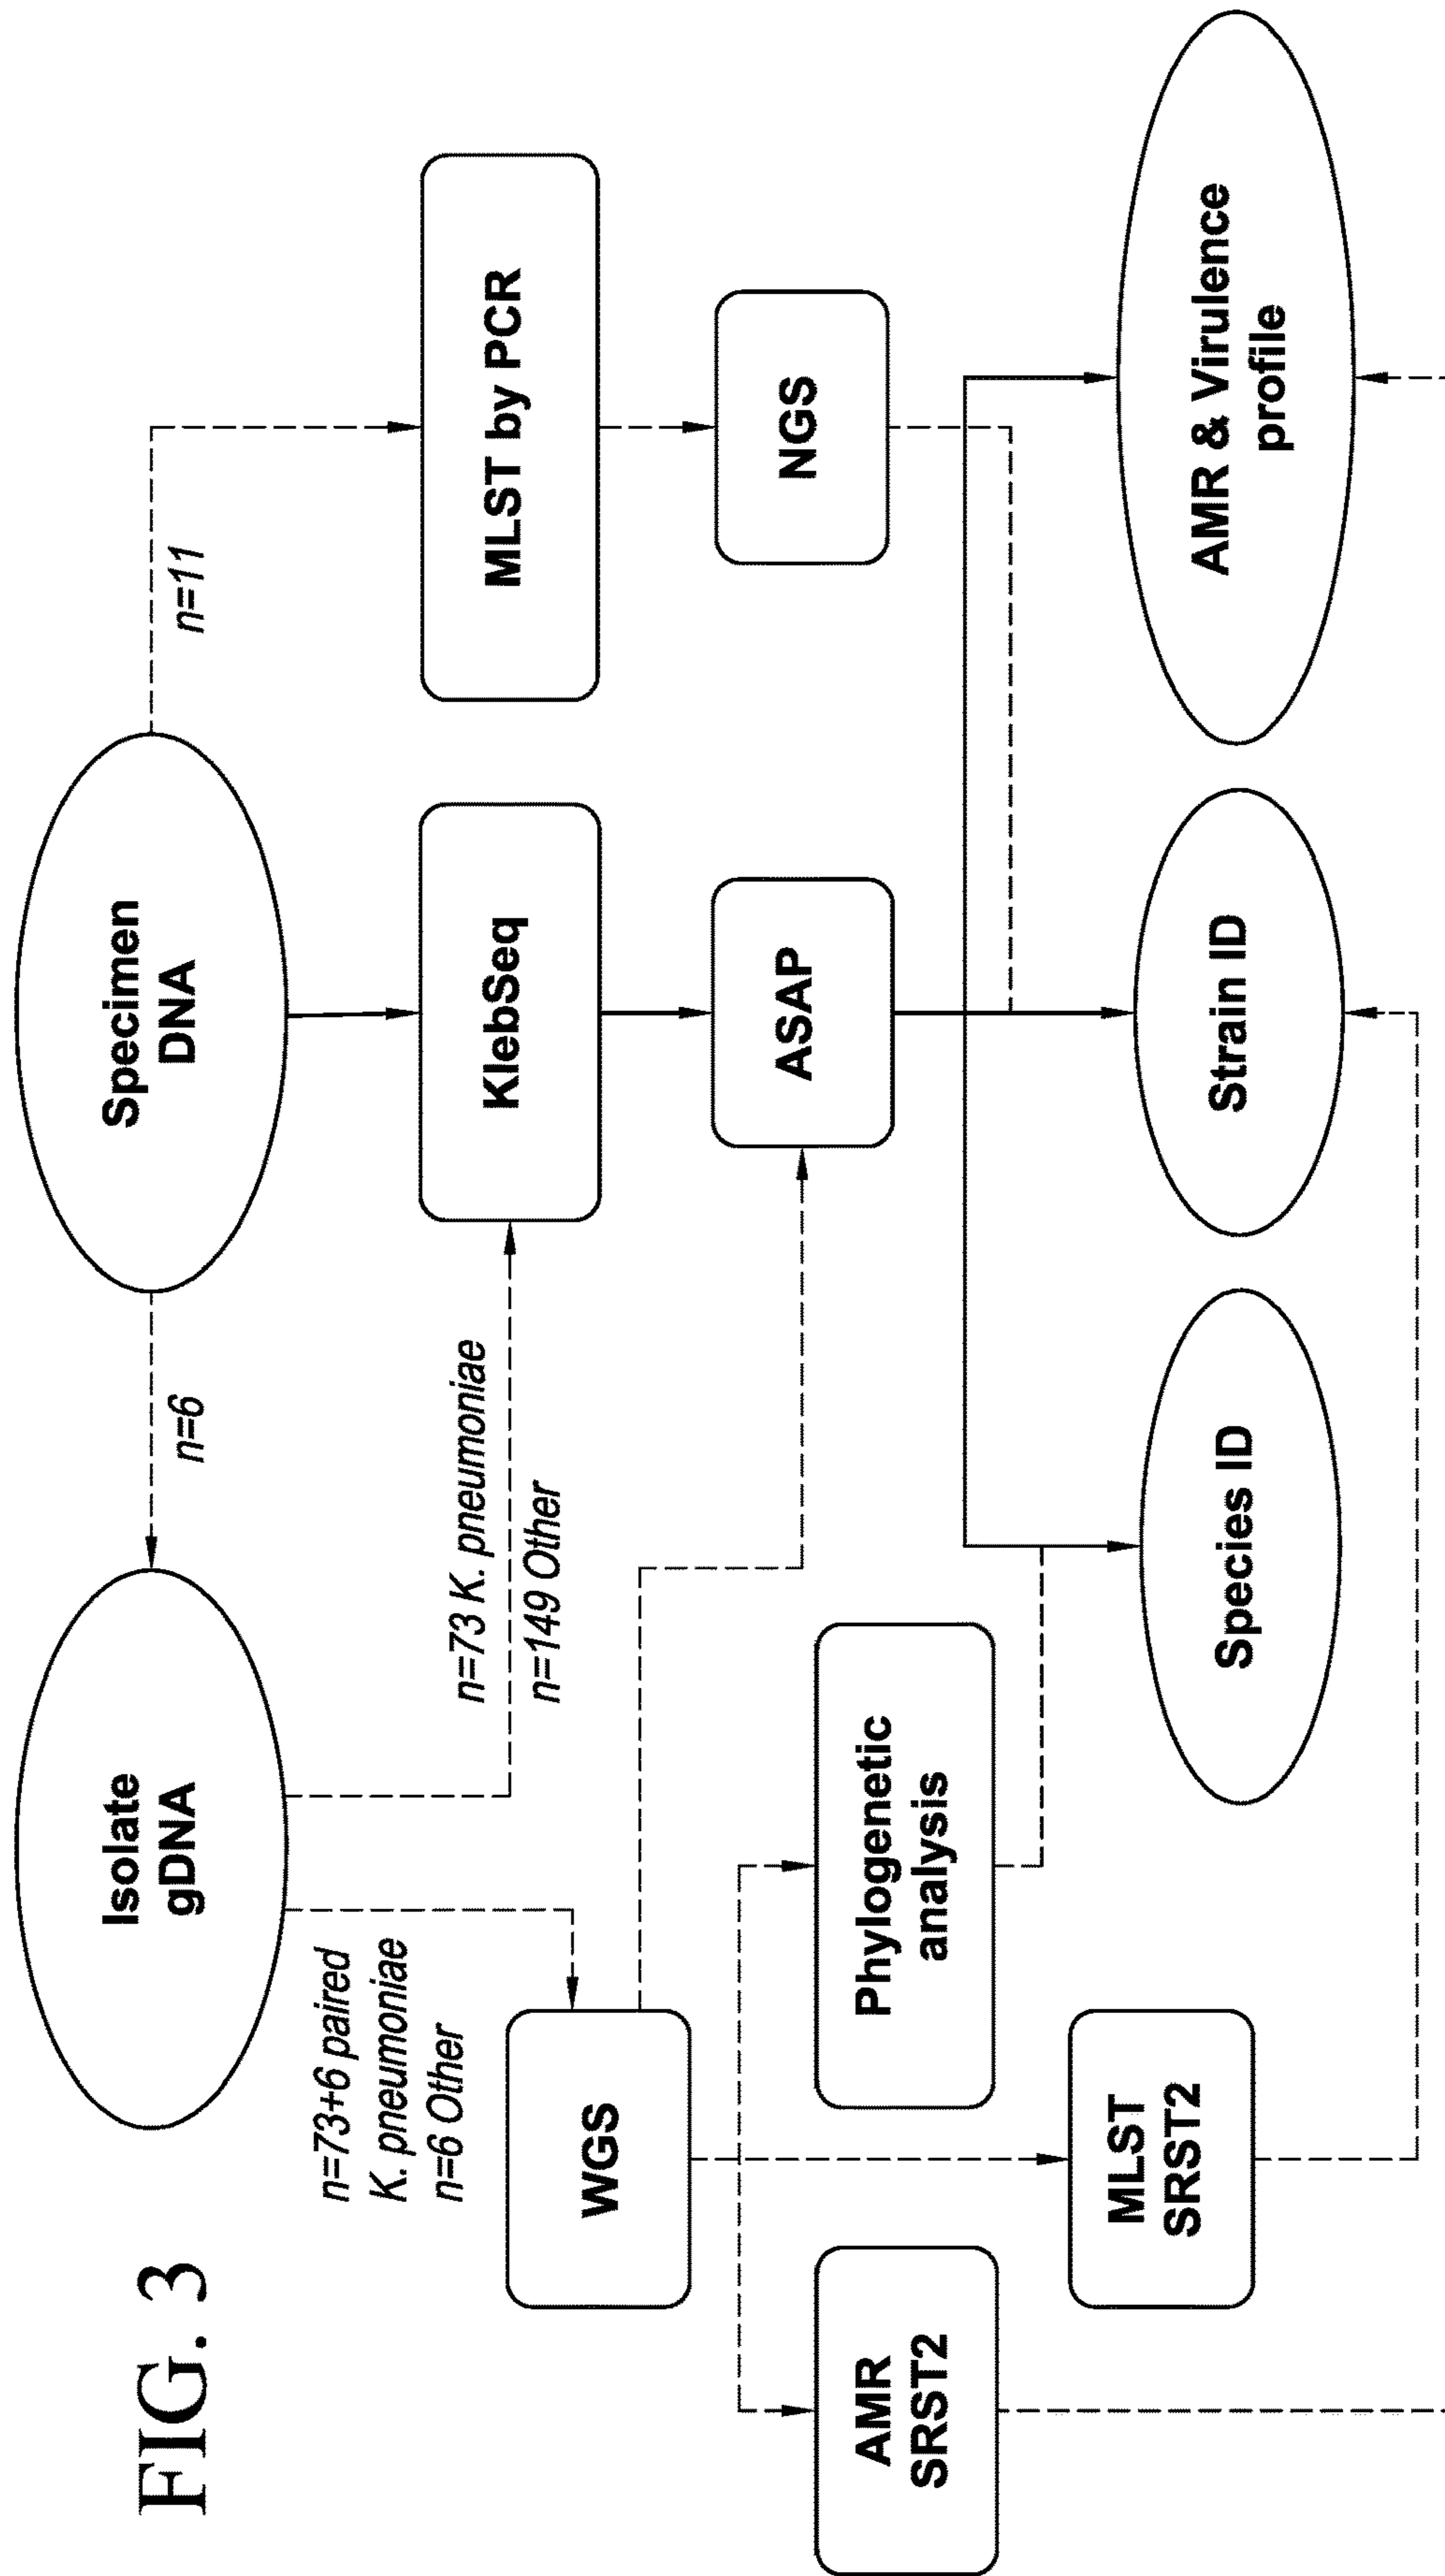 FIG. 3
Isolate
gDNA
n=6
Specimen
DNA
n=11
n=73+6 paired
K. pneumoniae
n=6 Other
n=73 K. pneumoniae
n=149 Other
WGS
KlebSeq
MLST by PCR
AMR
SRST2
Phylogenetic
analysis
ASAP
NGS
MLST
SRST2
Species ID
Strain ID
AMR & Virulence
profile